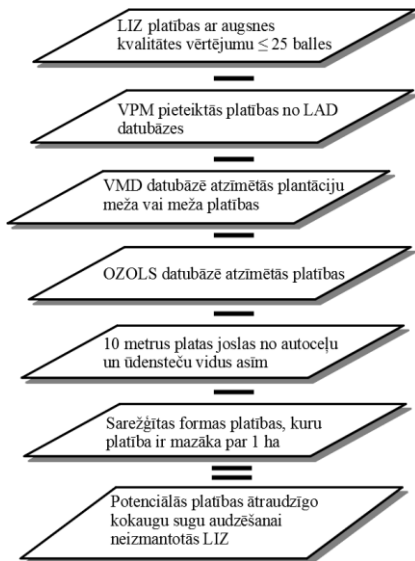 LIZ platības ar augsnes
kvalitātes vērtējumu ≤ 25 balles
VPM pieteiktās platības no LAD
datubāzes
VMD datubāzē atzīmētās plantāciju
meža vai meža platības
OZOLS datubāzē atzīmētās platības
10 metrus platas joslas no autoceļu
un ūdensteču vidus asīm
Sarežģītas formas platības, kuru
platība ir mazāka par 1 ha
Potenciālās platības ātraudzīgo
kokaugu sugu audzēšanai
neizmantotās LIZ